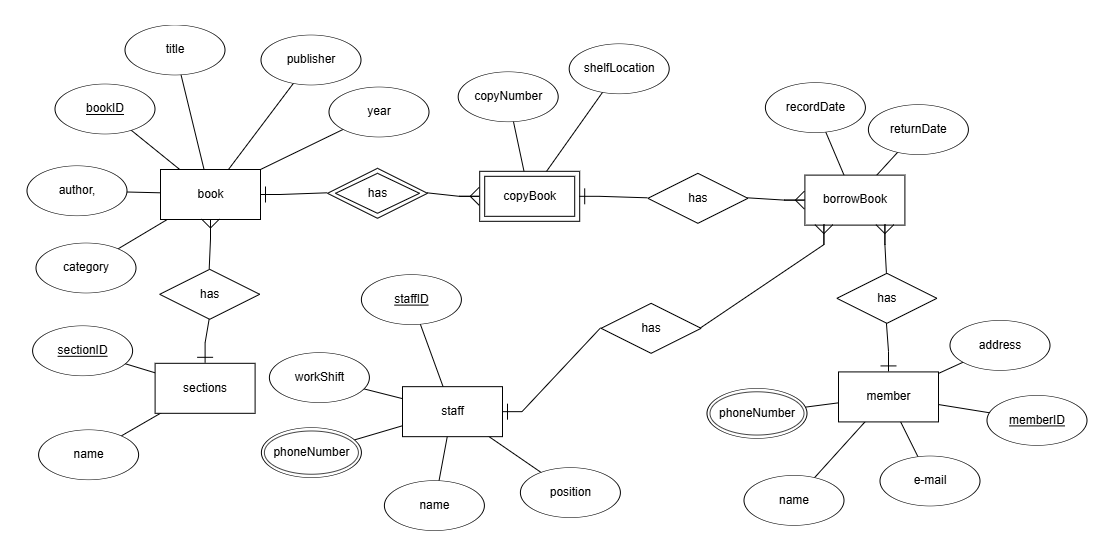 title
publisher
bookID
year
author,
category
book
has
copyNumber
shelfLocation
copyBook
has
recordDate
returnDate
borrowBook
has
sectionID
sections
name
staffID
workShift
phoneNumber
staff
name
position
has
has
address
phoneNumber
member
memberID
name
e-mail